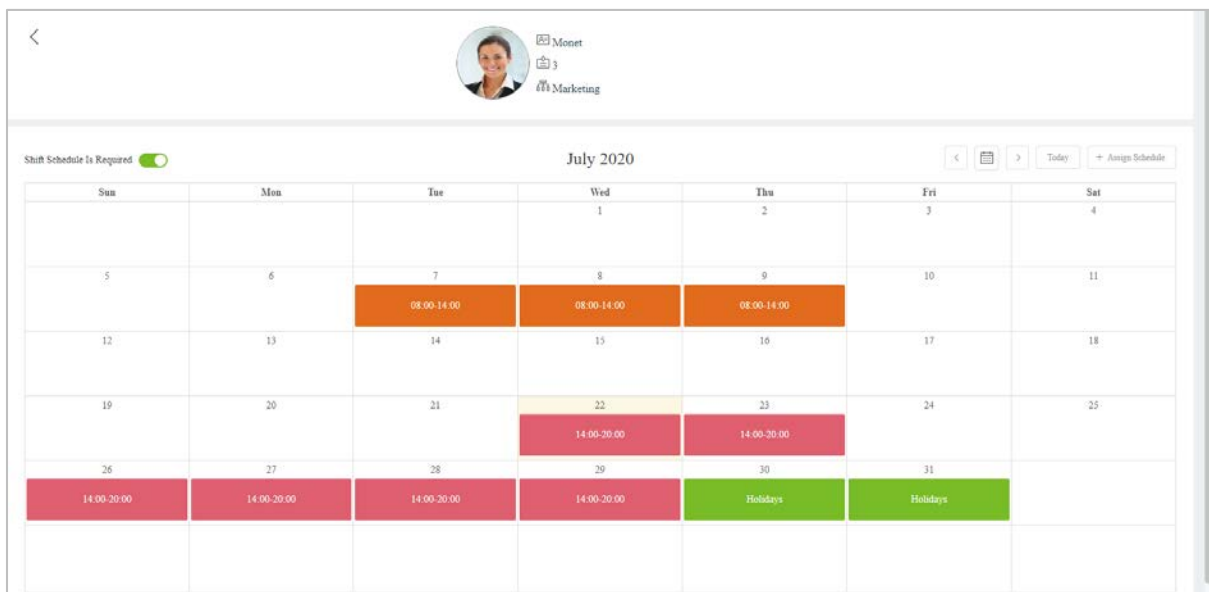 Monet
3
Marketing
Shift Schedule Is Required July 2020 Today + Assign Schedule
Sun Mon Tue Wed Thu Fri Sat
1 2 3 4
5 6 7 8 9 10 11
08:00-14:00 08:00-14:00 08:00-14:00
12 13 14 15 16 17 18
19 20 21 22 23 24 25
14:00-20:00 14:00-20:00
26 27 28 29 30 31
14:00-20:00 14:00-20:00 14:00-20:00 14:00-20:00 Holidays Holidays